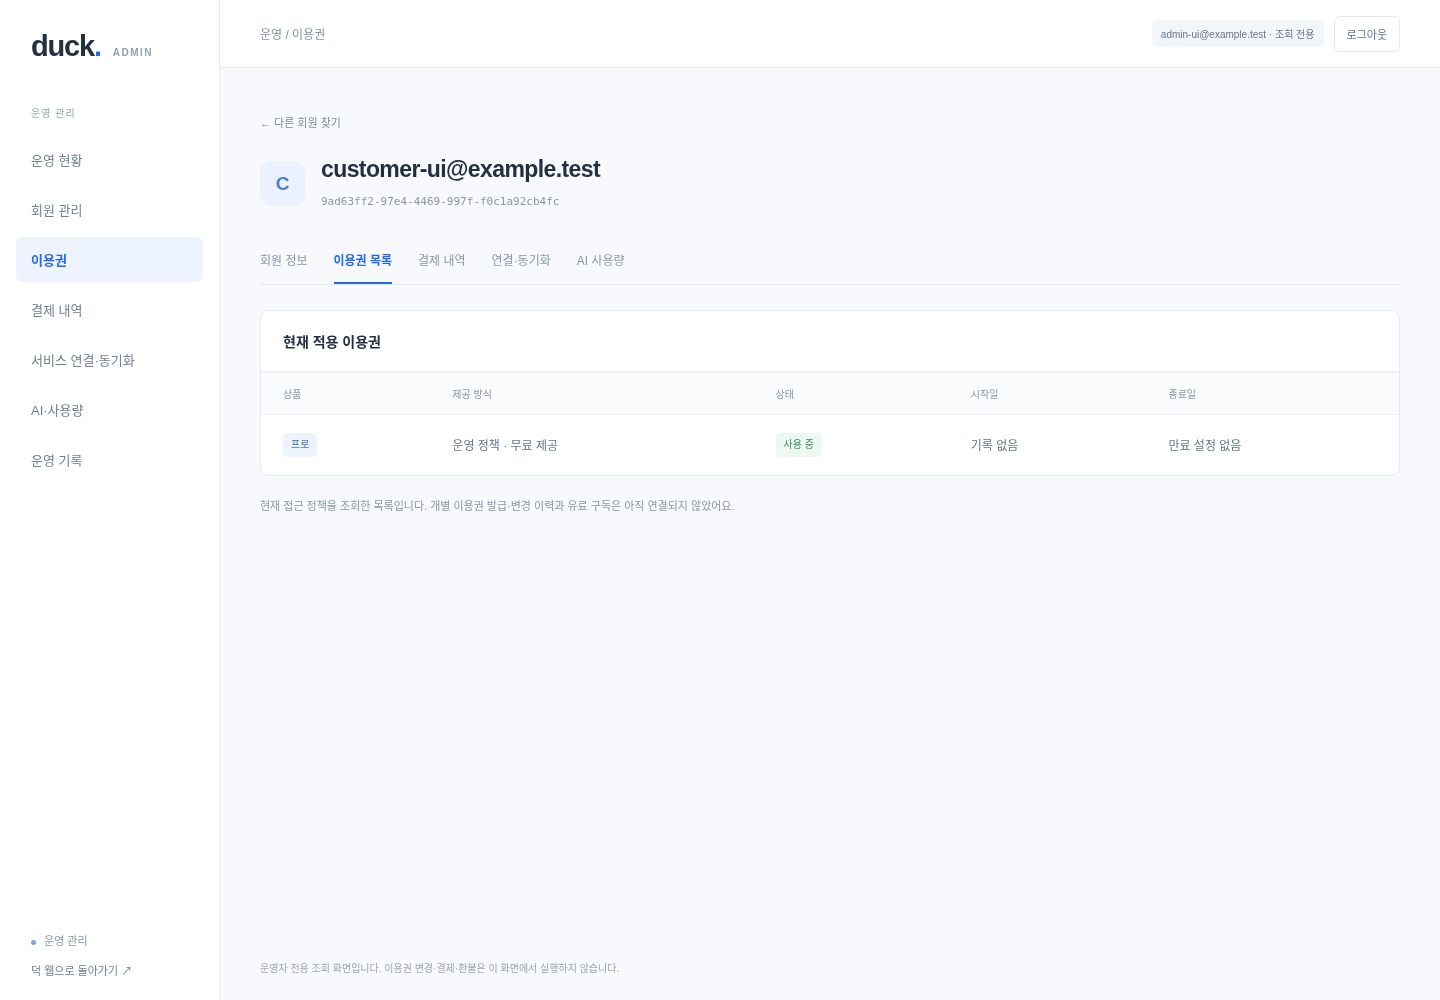 duck. ADMIN
운영 / 이용권
admin-ui@example.test · 조회 전용
로그아웃
운영 관리
운영 현황
회원 관리
이용권
결제 내역
서비스 연결·동기화
AI·사용량
운영 기록
← 다른 회원 찾기
C
customer-ui@example.test
9ad63ff2-97e4-4469-997f-f0c1a92cb4fc
회원 정보 이용권 목록 결제 내역 연결·동기화 AI 사용량
현재 적용 이용권
상품 제공 방식 상태 시작일 종료일
프로 운영 정책 · 무료 제공 사용 중 기록 없음 만료 설정 없음
현재 접근 정책을 조회한 목록입니다. 개별 이용권 발급·변경 이력과 유료 구독은 아직 연결되지 않았어요.
운영 관리
덕 웹으로 돌아가기 ↗
운영자 전용 조회 화면입니다. 이용권 변경·결제·환불은 이 화면에서 실행하지 않습니다.